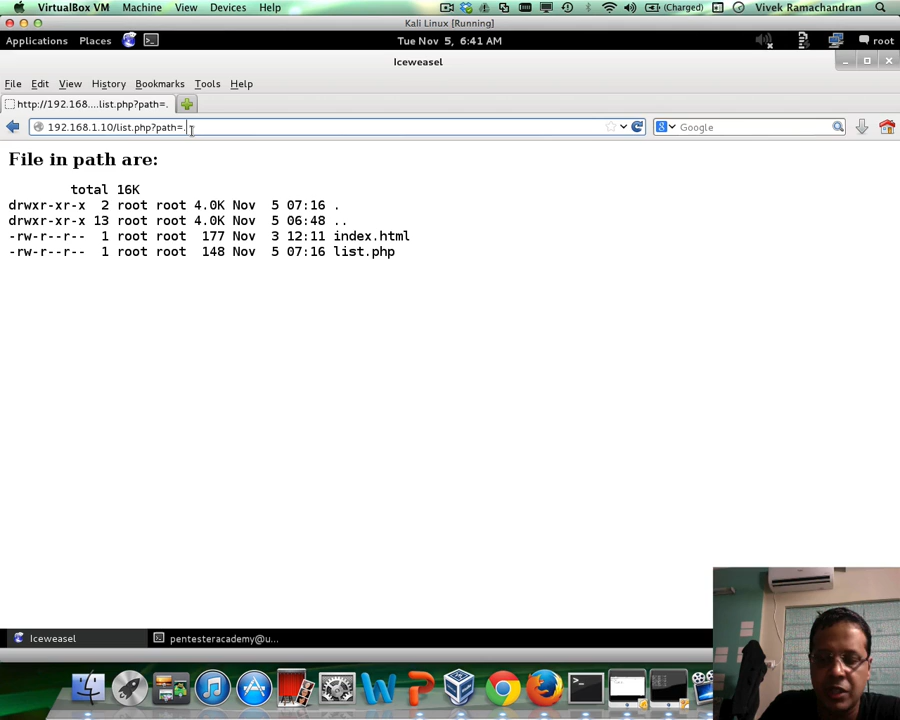 VirtualBox VM Machine View Devices Help (Charged) Vivek Ramachandran
Kali Linux [Running]
Applications Places Tue Nov 5, 6:41 AM root
Iceweasel
File Edit View History Bookmarks Tools Help
http://192.168....list.php?path=.
192.168.1.10/list.php?path=. Google
File in path are:
total 16K
drwxr-xr-x 2 root root 4.0K Nov 5 07:16 .
drwxr-xr-x 13 root root 4.0K Nov 5 06:48 ..
-rw-r--r-- 1 root root 177 Nov 3 12:11 index.html
-rw-r--r-- 1 root root 148 Nov 5 07:16 list.php
Iceweasel pentesteracademy@u...